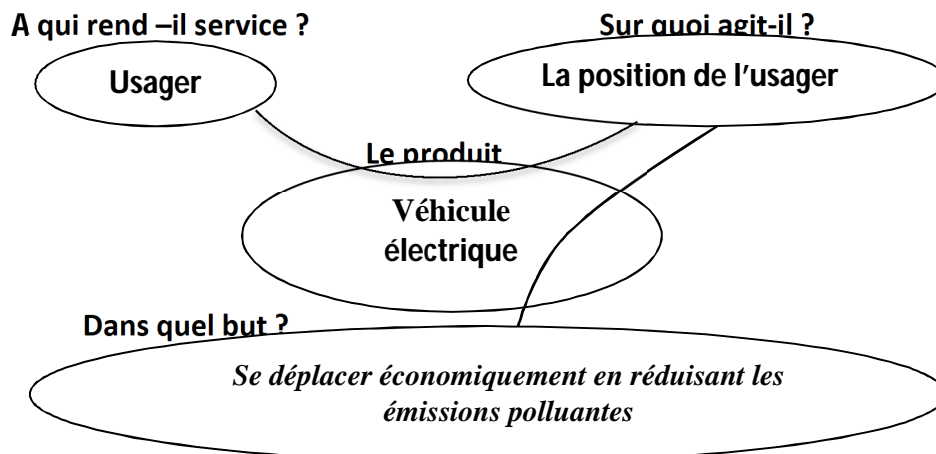 A qui rend –il service ?
Sur quoi agit-il ?
Usager
La position de l'usager
Le produit
Véhicule
électrique
Dans quel but ?
Se déplacer économiquement en réduisant les
émissions polluantes